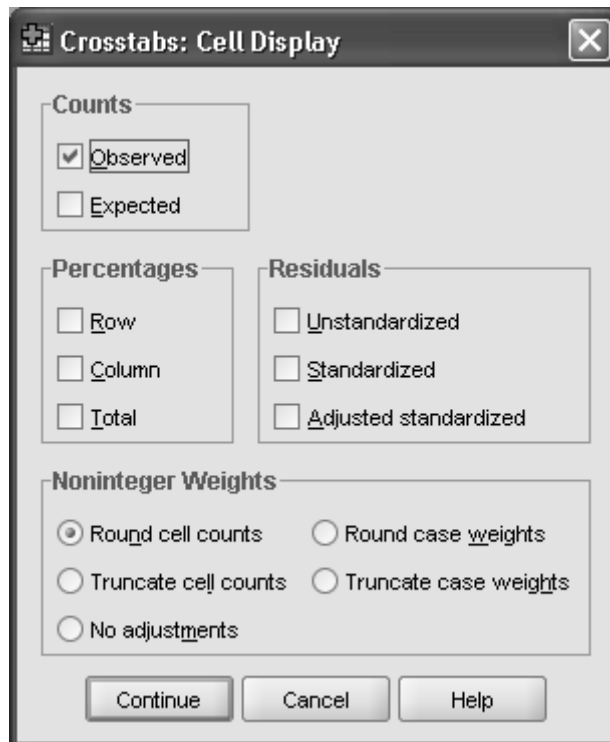 Crosstabs: Cell Display
Counts
Observed
Expected
Percentages
Row
Column
Total
Residuals
Unstandardized
Standardized
Adjusted standardized
Noninteger Weights
Round cell counts
Round case weights
Truncate cell counts
Truncate case weights
No adjustments
Continue
Cancel
Help